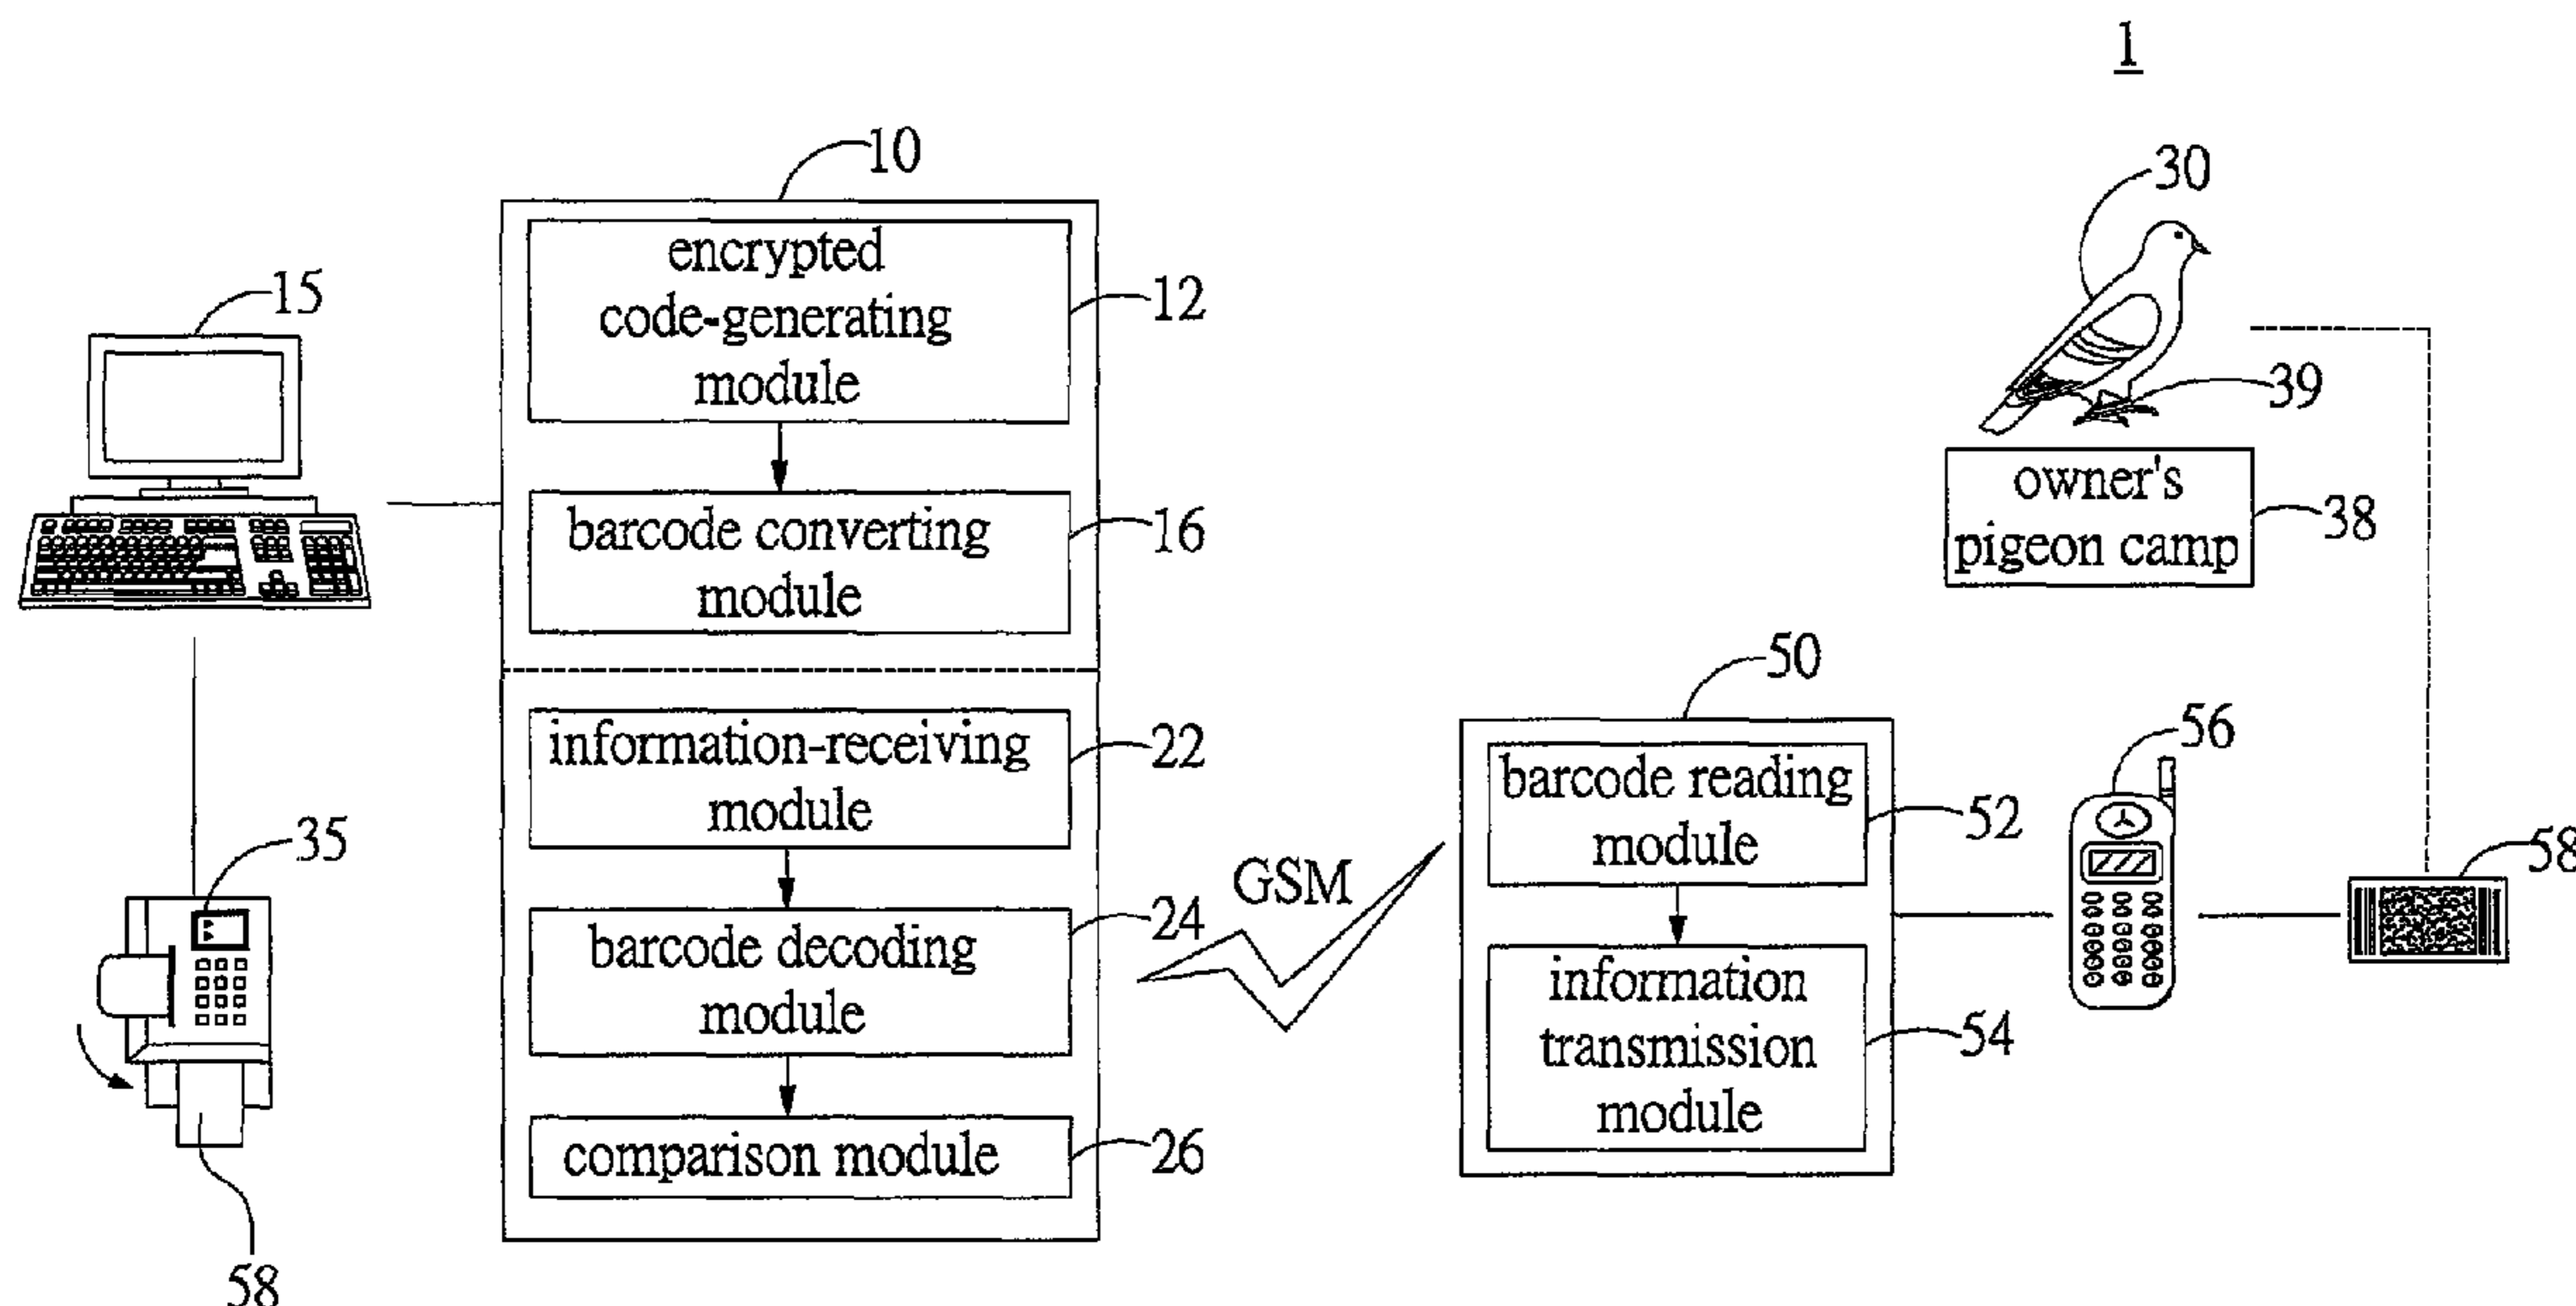 1
10
encrypted
code-generating
module
12
15
barcode converting
module
16
information-receiving
module
22
35
barcode decoding
module
24
comparison module
26
58
GSM
30
39
owner's
pigeon camp
38
50
barcode reading
module
52
information
transmission
module
54
56
58